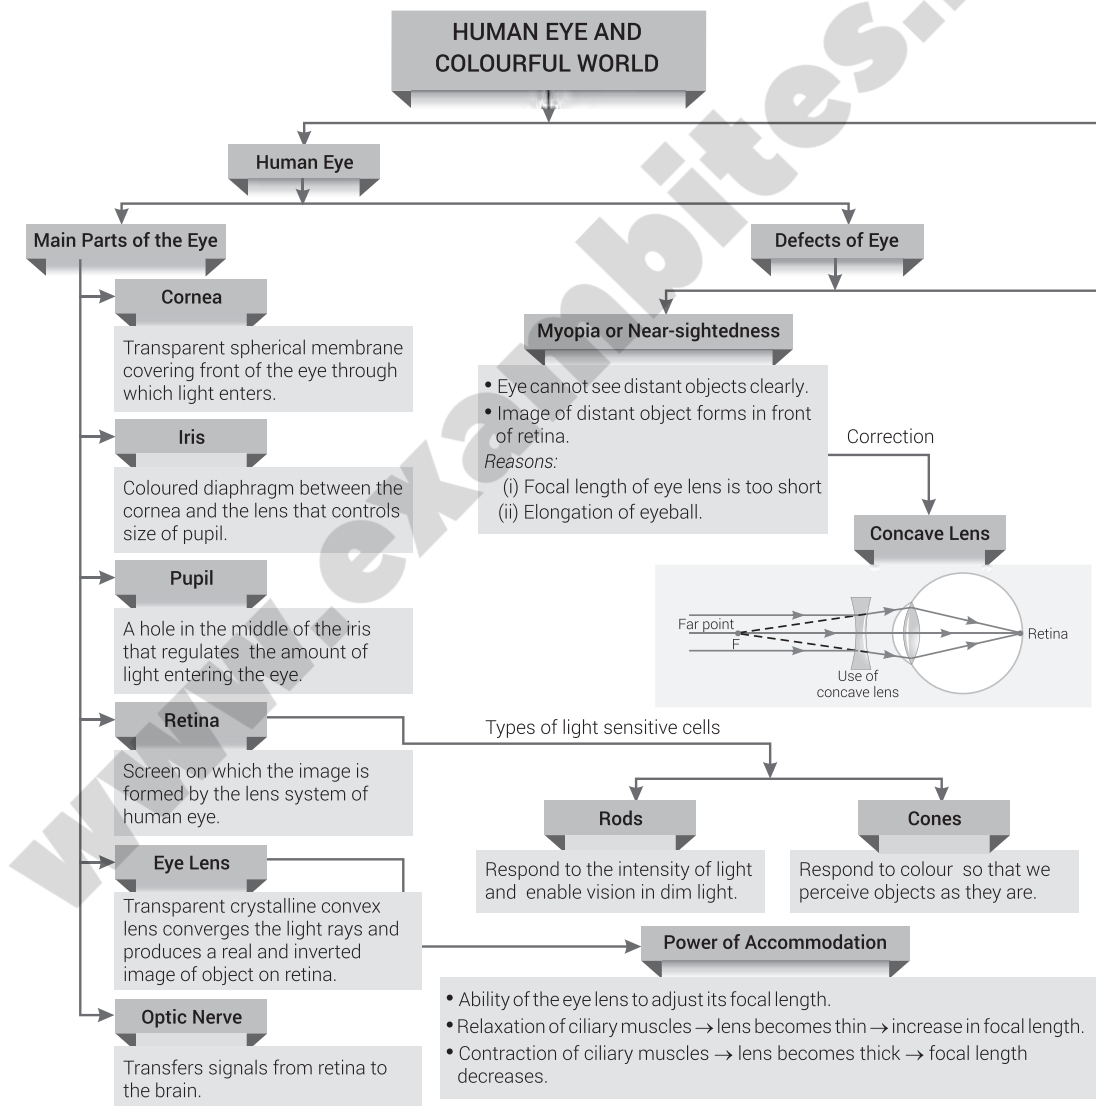 HUMAN EYE AND
COLOURFUL WORLD
Human Eye
Main Parts of the Eye
Cornea
Transparent spherical membrane
covering front of the eye through
which light enters.
Iris
Coloured diaphragm between the
cornea and the lens that controls
size of pupil.
Pupil
A hole in the middle of the iris
that regulates the amount of
light entering the eye.
Retina
Screen on which the image is
formed by the lens system of
human eye.
Eye Lens
Transparent crystalline convex
lens converges the light rays and
produces a real and inverted
image of object on retina.
Optic Nerve
Transfers signals from retina to
the brain.
Defects of Eye
Myopia or Near-sightedness
• Eye cannot see distant objects clearly.
• Image of distant object forms in front
of retina.
Reasons:
(i) Focal length of eye lens is too short
(ii) Elongation of eyeball.
Correction
Concave Lens
Far point
F
Retina
Use of
concave lens
Types of light sensitive cells
Rods
Respond to the intensity of light
and enable vision in dim light.
Cones
Respond to colour so that we
perceive objects as they are.
Power of Accommodation
• Ability of the eye lens to adjust its focal length.
• Relaxation of ciliary muscles → lens becomes thin → increase in focal length.
• Contraction of ciliary muscles → lens becomes thick → focal length
decreases.
www.exambites.